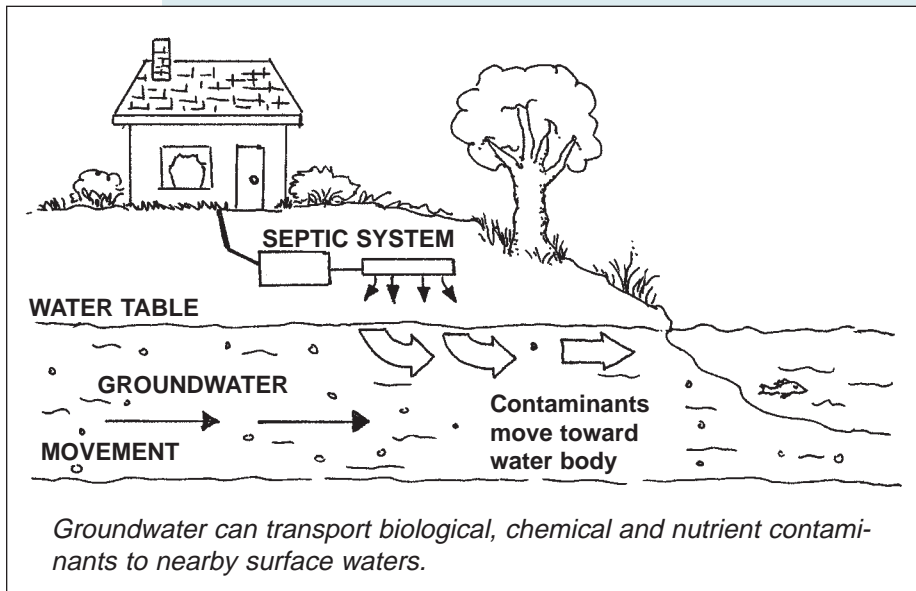 SEPTIC SYSTEM
WATER TABLE
GROUNDWATER
MOVEMENT
Contaminants
move toward
water body
Groundwater can transport biological, chemical and nutrient contami-
nants to nearby surface waters.